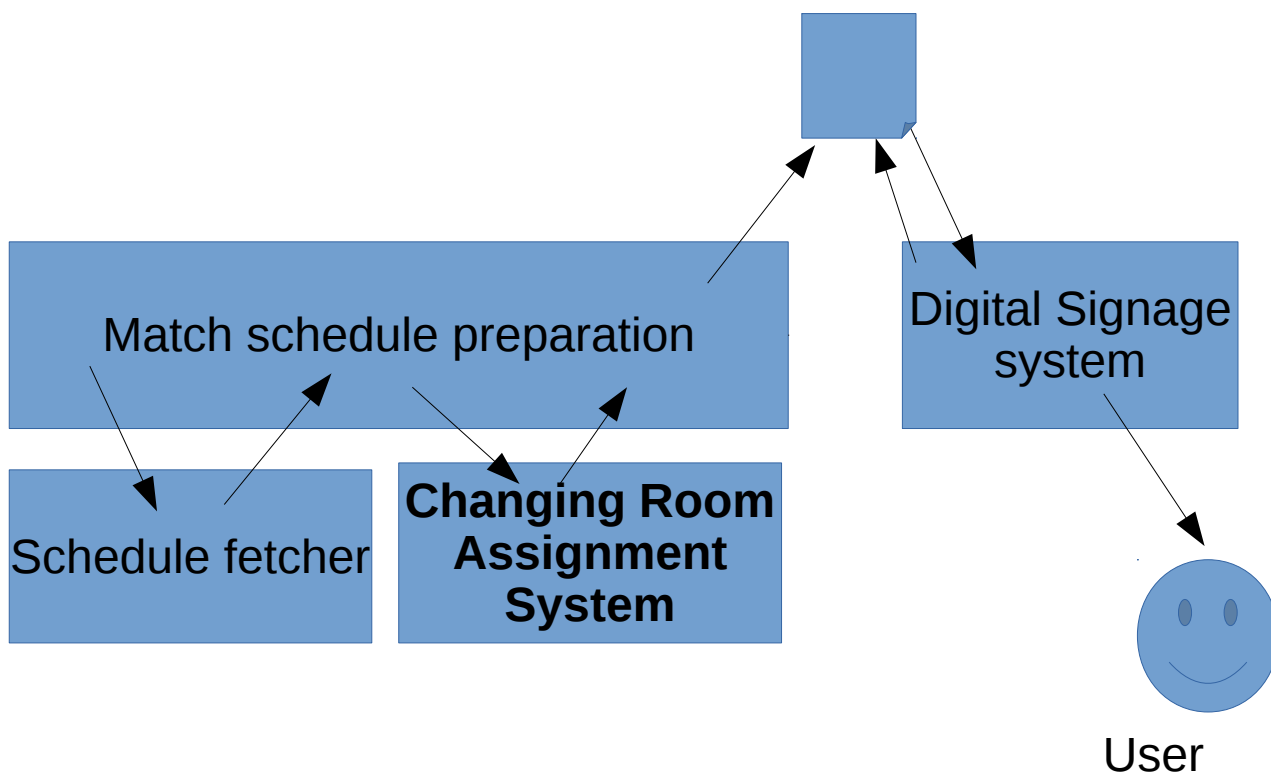 Match schedule preparation
Digital Signage
system
Schedule fetcher
Changing Room
Assignment
System
User